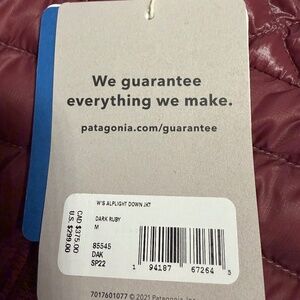 We guarantee
everything we make.
patagonia.com/guarantee
W'S ALPLIGHT DOWN JKT
DARK RUBY
M
85545
DAK
SP22
CAD $375.00
U.S. $299.00
1 94187 67264 5
7017601077 © 2021 Patagonia, Inc.